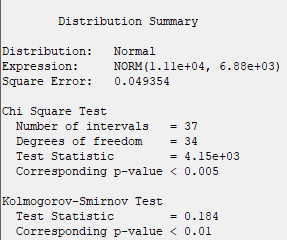 Distribution Summary
Distribution: Normal
Expression: NORM(1.11e+04, 6.88e+03)
Square Error: 0.049354
Chi Square Test
Number of intervals = 37
Degrees of freedom = 34
Test Statistic = 4.15e+03
Corresponding p-value < 0.005
Kolmogorov-Smirnov Test
Test Statistic = 0.184
Corresponding p-value < 0.01